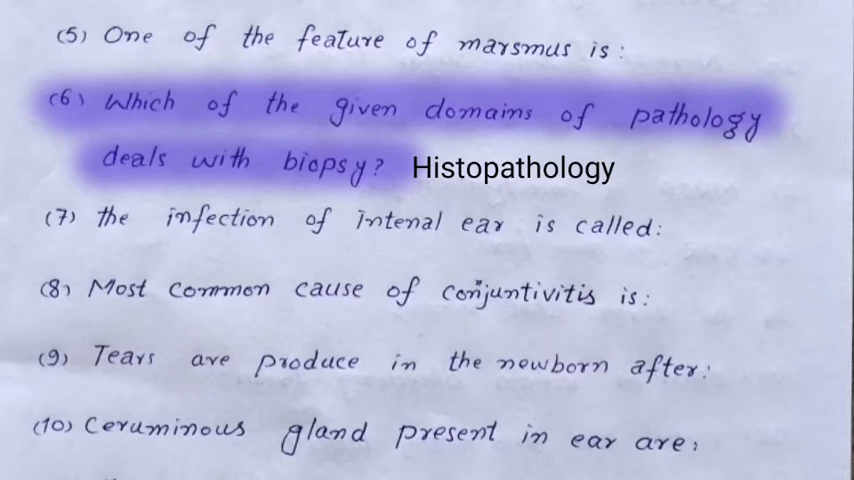 (5) One of the feature of marsmus is:
(6) Which of the given domains of pathology
deals with biopsy? Histopathology
(7) the infection of intenal ear is called:
(8) Most common cause of conjuntivitis is:
(9) Tears are produce in the newborn after:
(10) Ceruminous gland present in ear are: